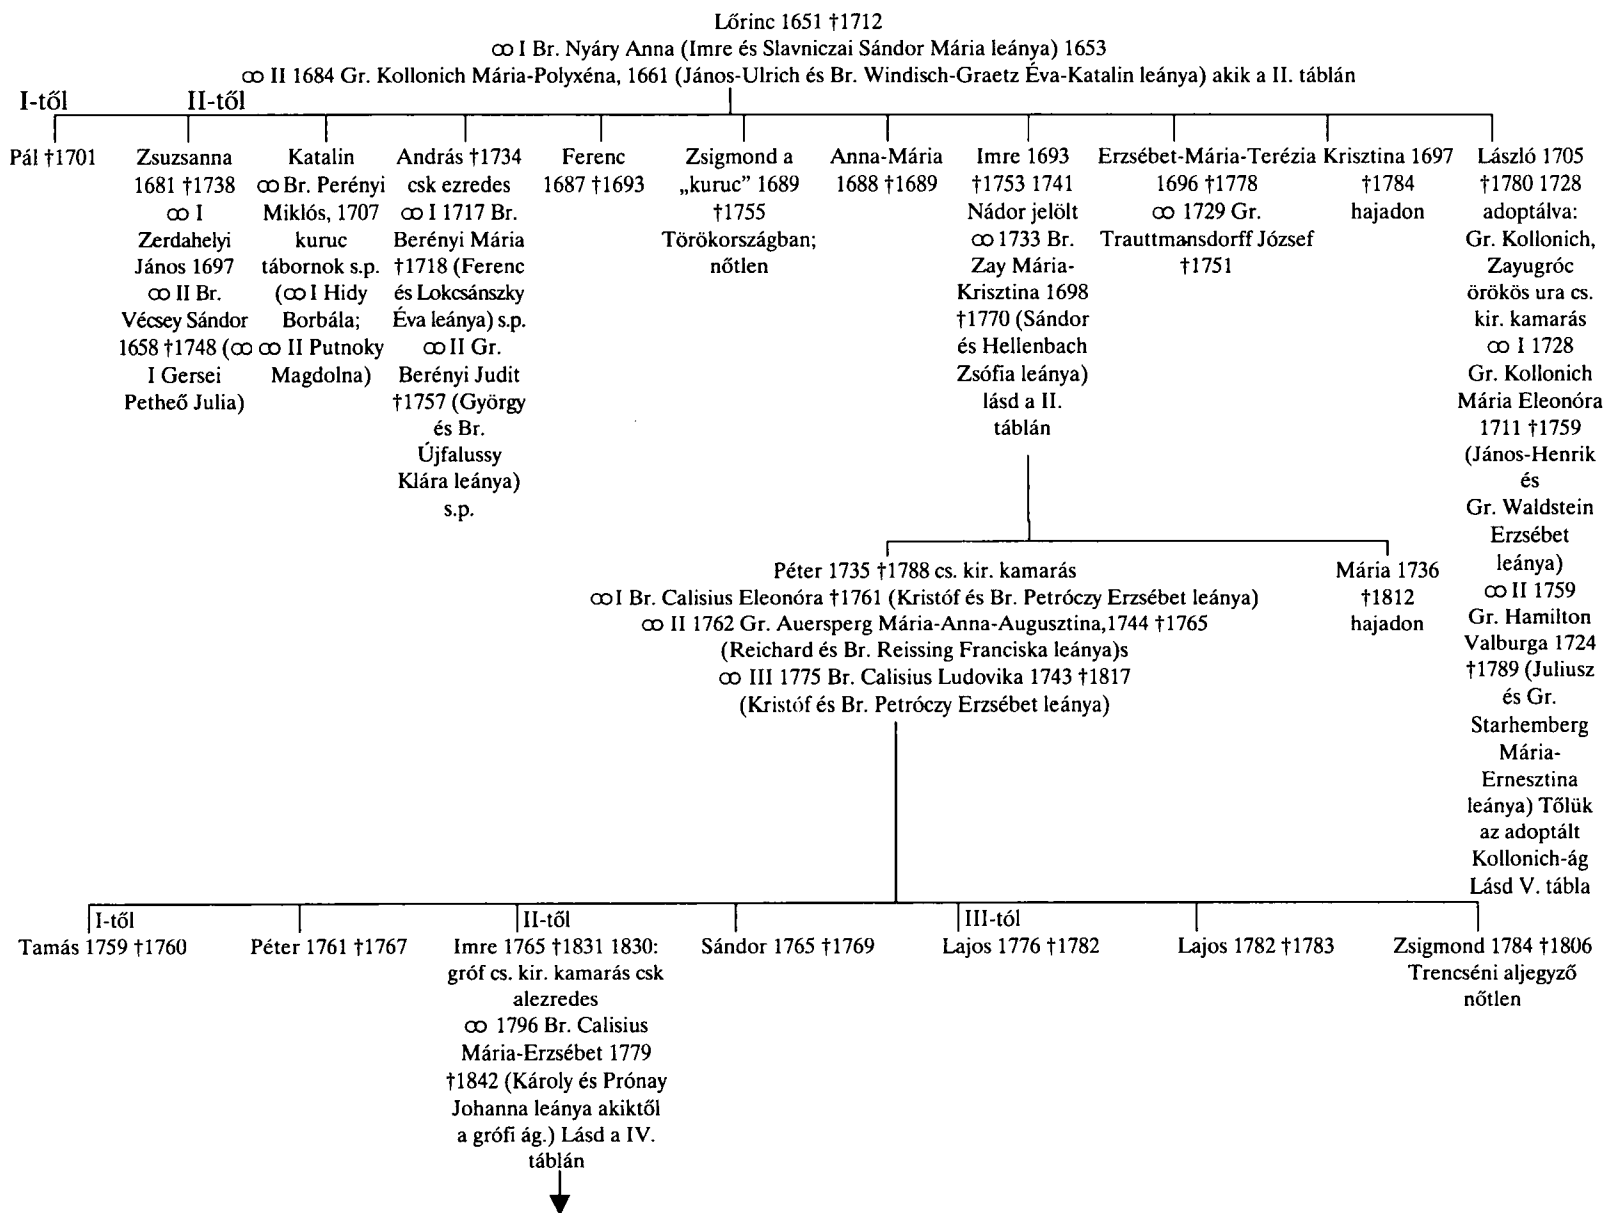 Lőrinc 1651 †1712
ꝏ I Br. Nyáry Anna (Imre és Slavniczai Sándor Mária leánya) 1653
ꝏ II 1684 Gr. Kollonich Mária-Polyxéna, 1661 (János-Ulrich és Br. Windisch-Graetz Éva-Katalin leánya) akik a II. táblán
I-től
II-től
Pál †1701
Zsuzsanna
1681 †1738
ꝏ I
Zerdahelyi
János 1697
ꝏ II Br.
Vécsey Sándor
1658 †1748 (ꝏ
I Gersei
Petheő Julia)
Katalin
ꝏ Br. Perényi
Miklós, 1707
kuruc
tábornok s.p.
(ꝏ I Hidy
Borbála;
ꝏ II Putnoky
Magdolna)
András †1734
csk ezredes
ꝏ I 1717 Br.
Berényi Mária
†1718 (Ferenc
és Lokcsánszky
Éva leánya) s.p.
ꝏ II Gr.
Berényi Judit
†1757 (György
és Br.
Újfalussy
Klára leánya)
s.p.
Ferenc
1687 †1693
Zsigmond a
„kuruc” 1689
†1755
Törökországban;
nőtlen
Anna-Mária
1688 †1689
Imre 1693
†1753 1741
Nádor jelölt
ꝏ 1733 Br.
Zay Mária-
Krisztina 1698
†1770 (Sándor
és Hellenbach
Zsófia leánya)
lásd a II.
táblán
Erzsébet-Mária-Terézia
1696 †1778
ꝏ 1729 Gr.
Trauttmansdorff József
†1751
Krisztina 1697
†1784
hajadon
László 1705
†1780 1728
adoptálva:
Gr. Kollonich,
Zayugróc
örökös ura cs.
kir. kamarás
ꝏ I 1728
Gr. Kollonich
Mária Eleonóra
1711 †1759
(János-Henrik
és
Gr. Waldstein
Erzsébet
leánya)
ꝏ II 1759
Gr. Hamilton
Valburga 1724
†1789 (Juliusz
és Gr.
Starhemberg
Mária-
Ernesztina
leánya) Tőlük
az adoptált
Kollonich-ág
Lásd V. tábla
Péter 1735 †1788 cs. kir. kamarás
ꝏ I Br. Calisius Eleonóra †1761 (Kristóf és Br. Petróczy Erzsébet leánya)
ꝏ II 1762 Gr. Auersperg Mária-Anna-Augusztina,1744 †1765
(Reichard és Br. Reissing Franciska leánya)s
ꝏ III 1775 Br. Calisius Ludovika 1743 †1817
(Kristóf és Br. Petróczy Erzsébet leánya)
Mária 1736
†1812
hajadon
I-től
Tamás 1759 †1760
Péter 1761 †1767
II-től
Imre 1765 †1831 1830:
gróf cs. kir. kamarás csk
alezredes
ꝏ 1796 Br. Calisius
Mária-Erzsébet 1779
†1842 (Károly és Prónay
Johanna leánya akiktől
a grófi ág.) Lásd a IV.
táblán
Sándor 1765 †1769
III-tól
Lajos 1776 †1782
Lajos 1782 †1783
Zsigmond 1784 †1806
Trencséni aljegyző
nőtlen